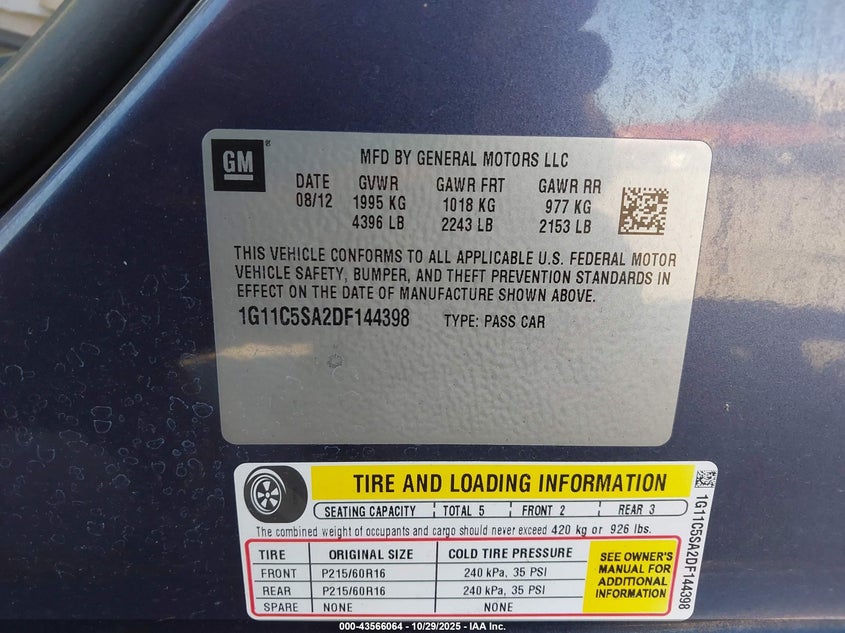 GM ® MFD BY GENERAL MOTORS LLC
DATE GVWR GAWR FRT GAWR RR
08/12 1995 KG 1018 KG 977 KG
4396 LB 2243 LB 2153 LB
THIS VEHICLE CONFORMS TO ALL APPLICABLE U.S. FEDERAL MOTOR
VEHICLE SAFETY, BUMPER, AND THEFT PREVENTION STANDARDS IN
EFFECT ON THE DATE OF MANUFACTURE SHOWN ABOVE.
1G11C5SA2DF144398 TYPE: PASS CAR
TIRE AND LOADING INFORMATION
SEATING CAPACITY TOTAL 5 FRONT 2 REAR 3
The combined weight of occupants and cargo should never exceed 420 kg or 926 lbs.
TIRE ORIGINAL SIZE COLD TIRE PRESSURE
FRONT P215/60R16 240 kPa, 35 PSI
REAR P215/60R16 240 kPa, 35 PSI
SPARE NONE NONE
SEE OWNER'S
MANUAL FOR
ADDITIONAL
INFORMATION
1G11C5SA2DF144398
000-43566064 - 10/29/2025 - IAA Inc.